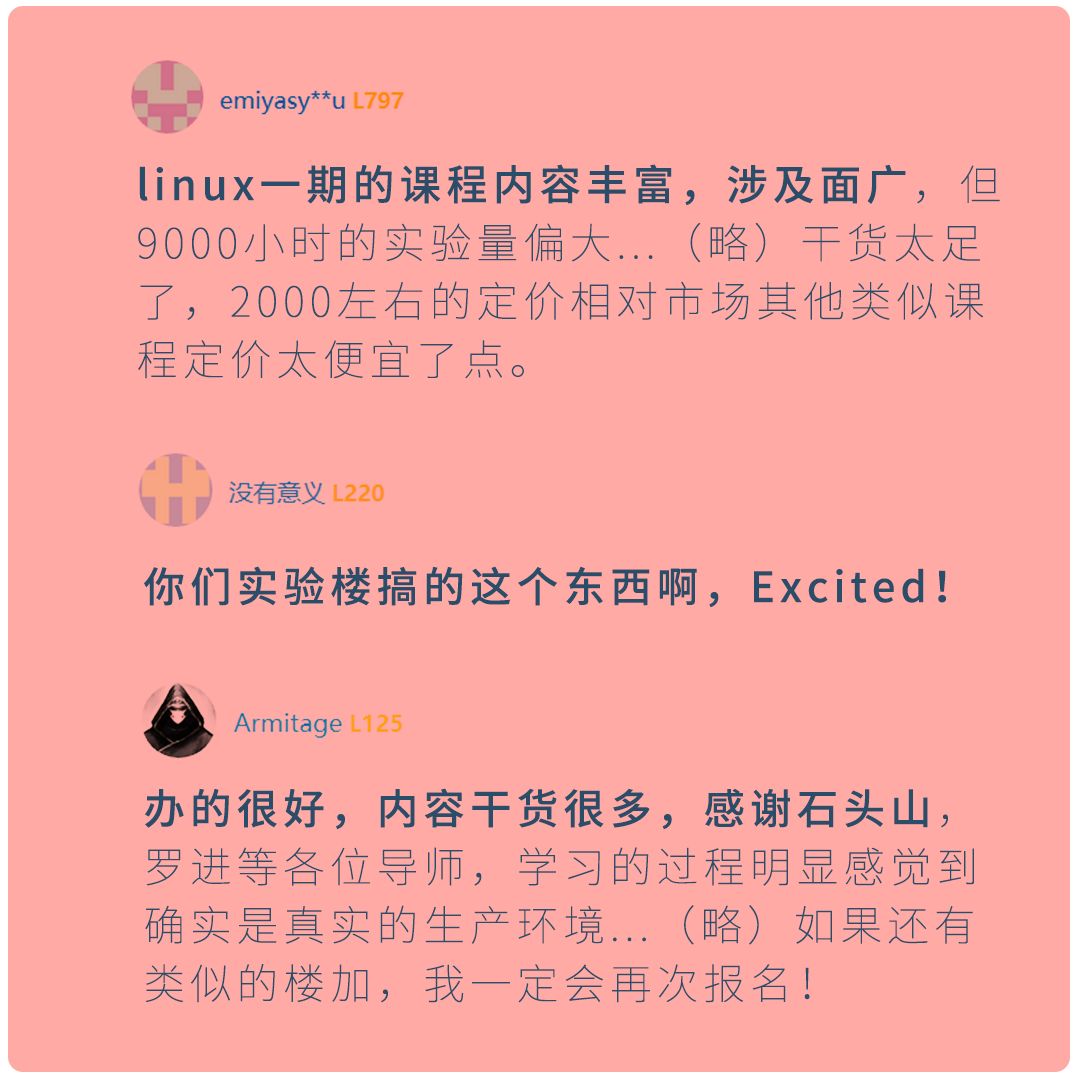 emiyasy**u L797
linux一期的课程内容丰富，涉及面广，但
9000小时的实验量偏大...（略）干货太足
了，2000左右的定价相对市场其他类似课
程定价太便宜了点。
没有意义 L220
你们实验楼搞的这个东西啊，Excited！
Armitage L125
办的很好，内容干货很多，感谢石头山，
罗进等各位导师，学习的过程明显感觉到
确实是真实的生产环境...（略）如果还有
类似的楼加，我一定会再次报名！